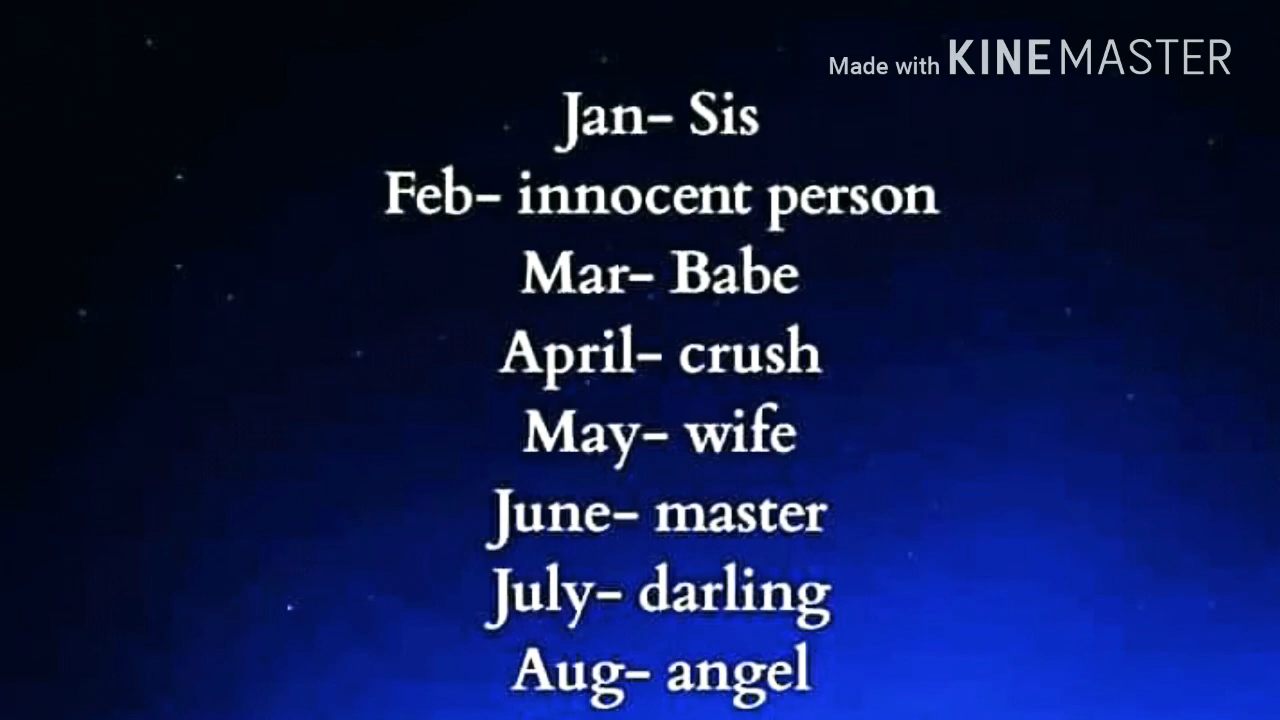 Made with KINEMASTER
Jan- Sis
Feb- innocent person
Mar- Babe
April- crush
May- wife
June- master
July- darling
Aug- angel